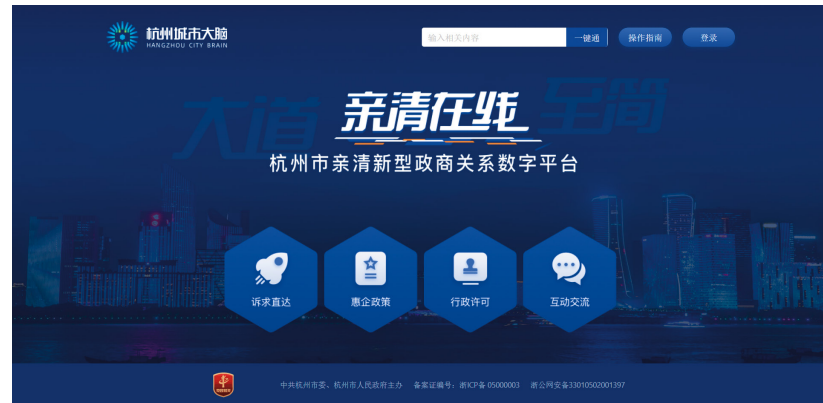 杭州城市大脑
HANGZHOU CITY BRAIN
输入相关内容 一键通 操作指南 登录
大道 亲清在线 至简
杭州市亲清新型政商关系数字平台
诉求直达 惠企政策 行政许可 互动交流
中共杭州市委、杭州市人民政府主办 备案证编号：浙ICP备 05000003 浙公网安备33010502001397